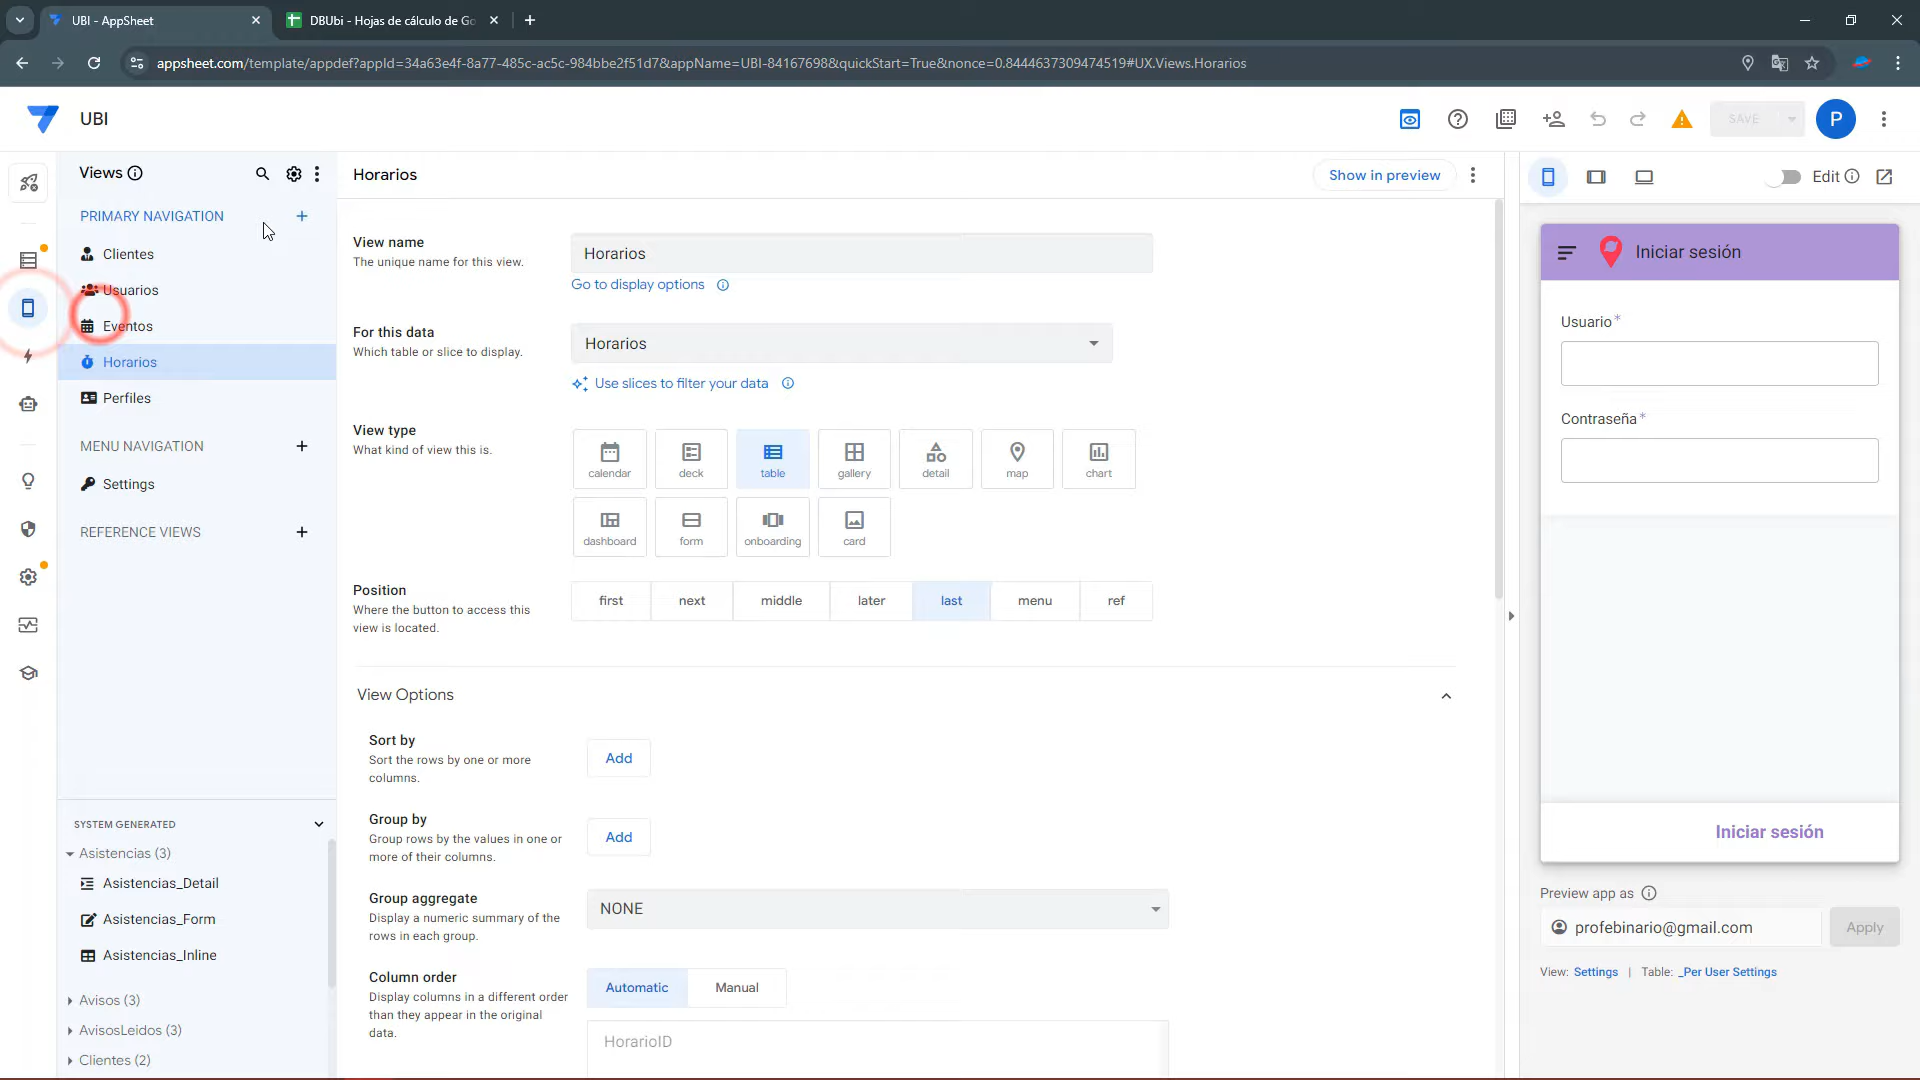 UBI - AppSheet
DBUbi - Hojas de cálculo de Go
appsheet.com/template/appdef?appId=34a63e4f-8a77-485c-ac5c-984bbe2f51d7&appName=UBI-84167698&quickStart=True&nonce=0.8444637309474519#UX.Views.Horarios
UBI
SAVE
P
Views
PRIMARY NAVIGATION
Clientes
Usuarios
Eventos
Horarios
Perfiles
MENU NAVIGATION
Settings
REFERENCE VIEWS
SYSTEM GENERATED
Asistencias (3)
Asistencias_Detail
Asistencias_Form
Asistencias_Inline
Avisos (3)
AvisosLeidos (3)
Clientes (2)
Horarios
Show in preview
View name
The unique name for this view.
Horarios
Go to display options
For this data
Which table or slice to display.
Horarios
Use slices to filter your data
View type
What kind of view this is.
calendar
deck
table
gallery
detail
map
chart
dashboard
form
onboarding
card
Position
Where the button to access this
view is located.
first
next
middle
later
last
menu
ref
View Options
Sort by
Sort the rows by one or more
columns.
Add
Group by
Group rows by the values in one or
more of their columns.
Add
Group aggregate
Display a numeric summary of the
rows in each group.
NONE
Column order
Display columns in a different order
than they appear in the original
data.
Automatic
Manual
HorarioID
Edit
Iniciar sesión
Usuario*
Contraseña*
Iniciar sesión
Preview app as
profebinario@gmail.com
Apply
View: Settings | Table: _Per User Settings